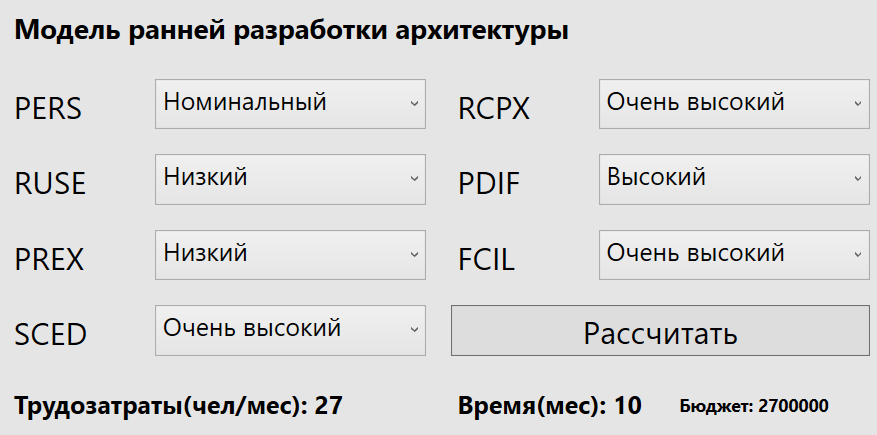 Модель ранней разработки архитектуры
PERS Номинальный RCPX Очень высокий
RUSE Низкий PDIF Высокий
PREX Низкий FCIL Очень высокий
SCED Очень высокий Рассчитать
Трудозатраты(чел/мес): 27 Время(мес): 10 Бюджет: 2700000